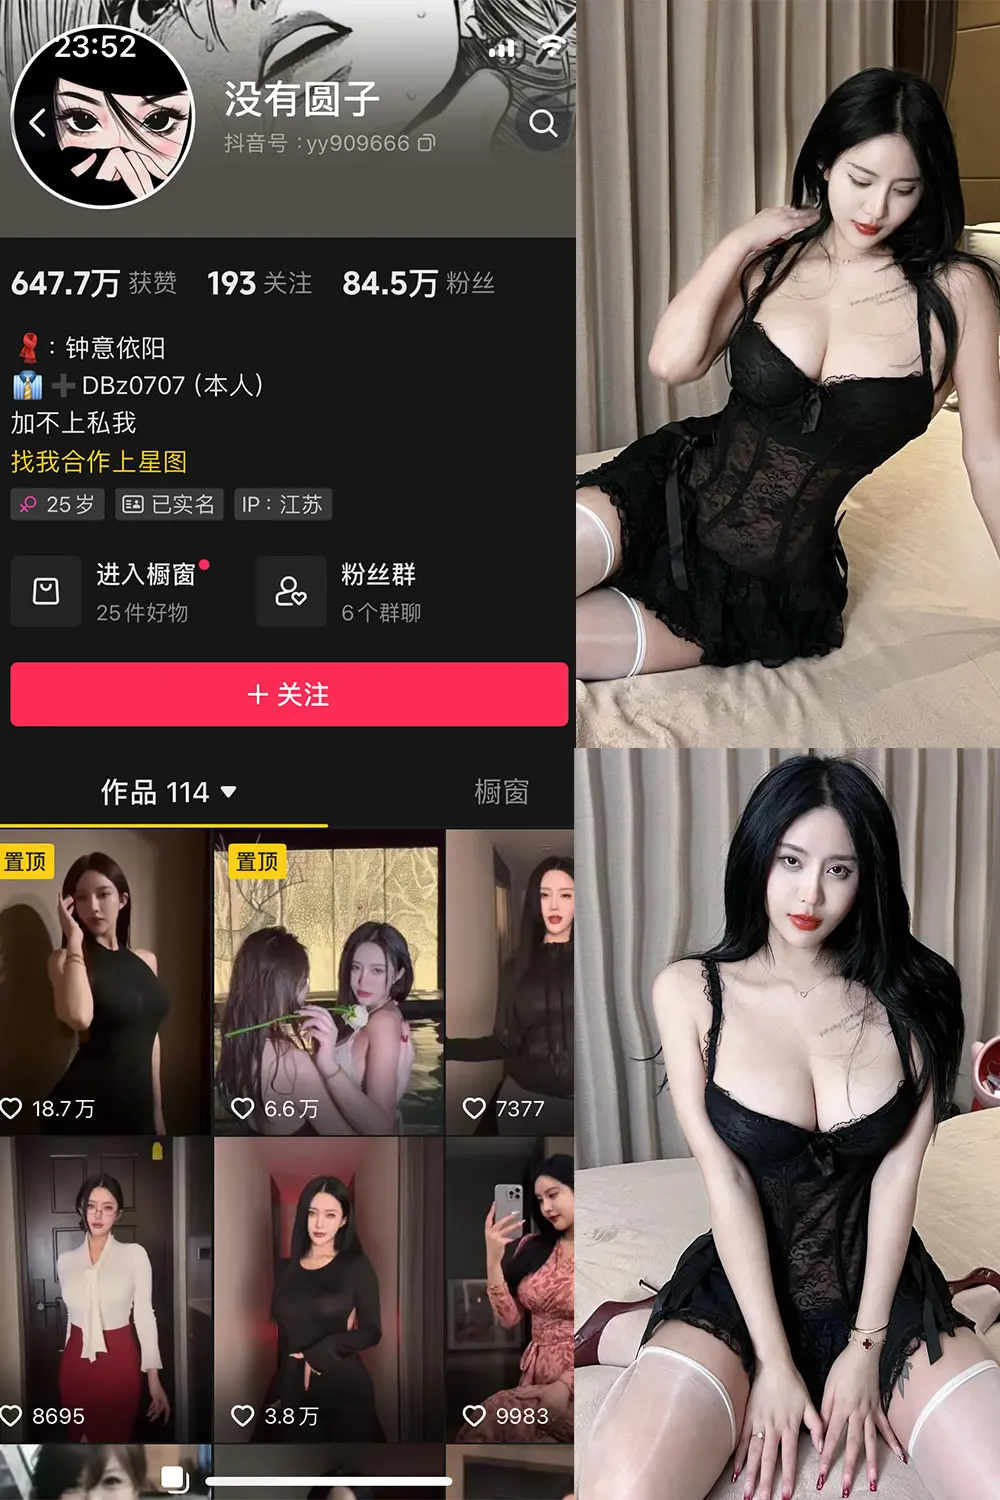 23:52
没有圆子
抖音号：yy909666
647.7万 获赞 193 关注 84.5万 粉丝
🧣：钟意依阳
👔➕DBz0707 (本人)
加不上私我
找我合作上星图
25岁 已实名 IP：江苏
进入橱窗
25件好物
粉丝群
6个群聊
＋关注
作品 114 ▼ 橱窗
置顶
18.7万
置顶
6.6万
7377
8695
3.8万
9983